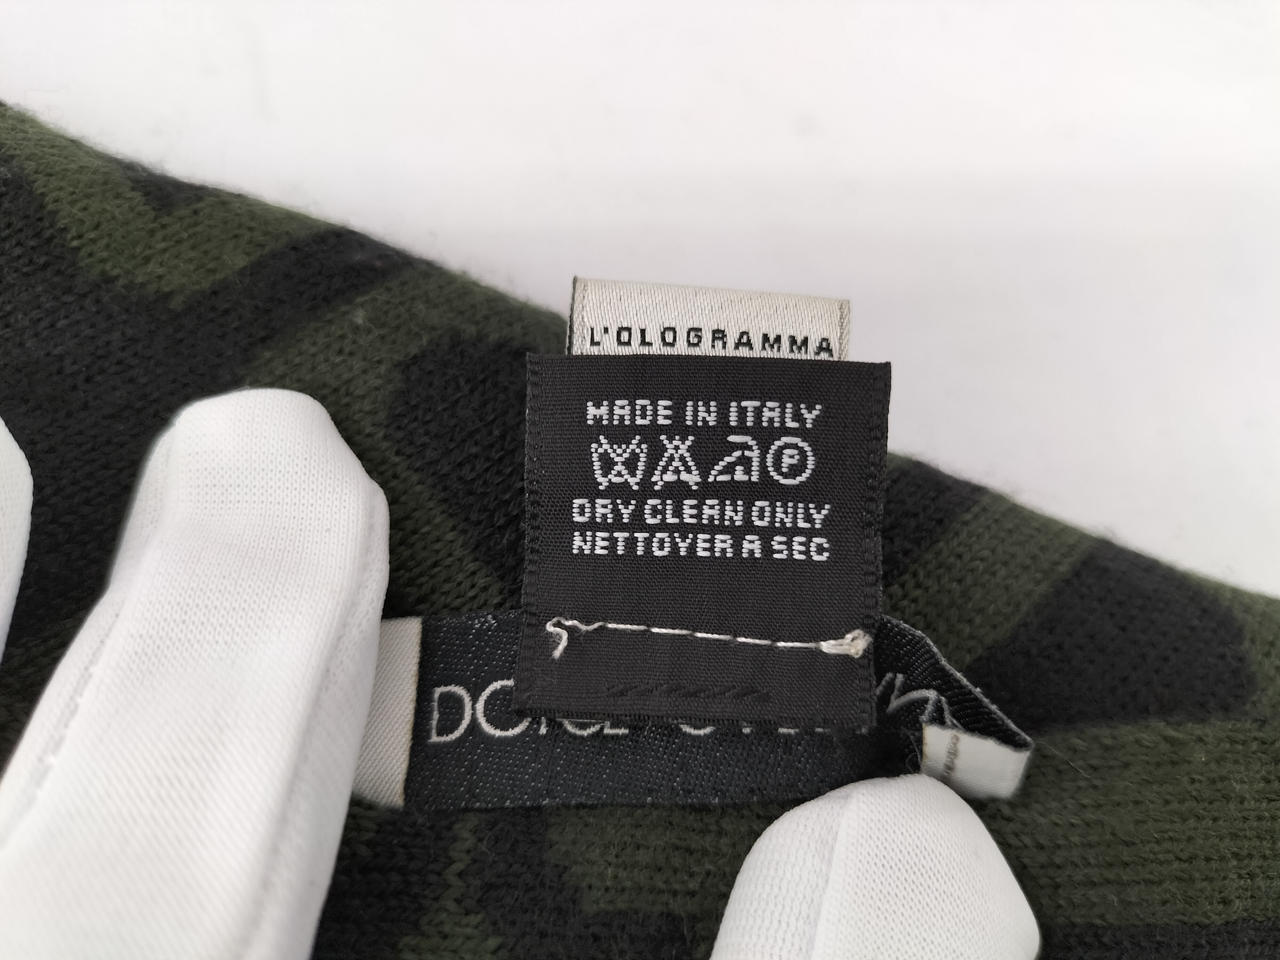 L'OLOGRAMMA
MADE IN ITALY
P
DRY CLEAN ONLY
NETTOYER A SEC